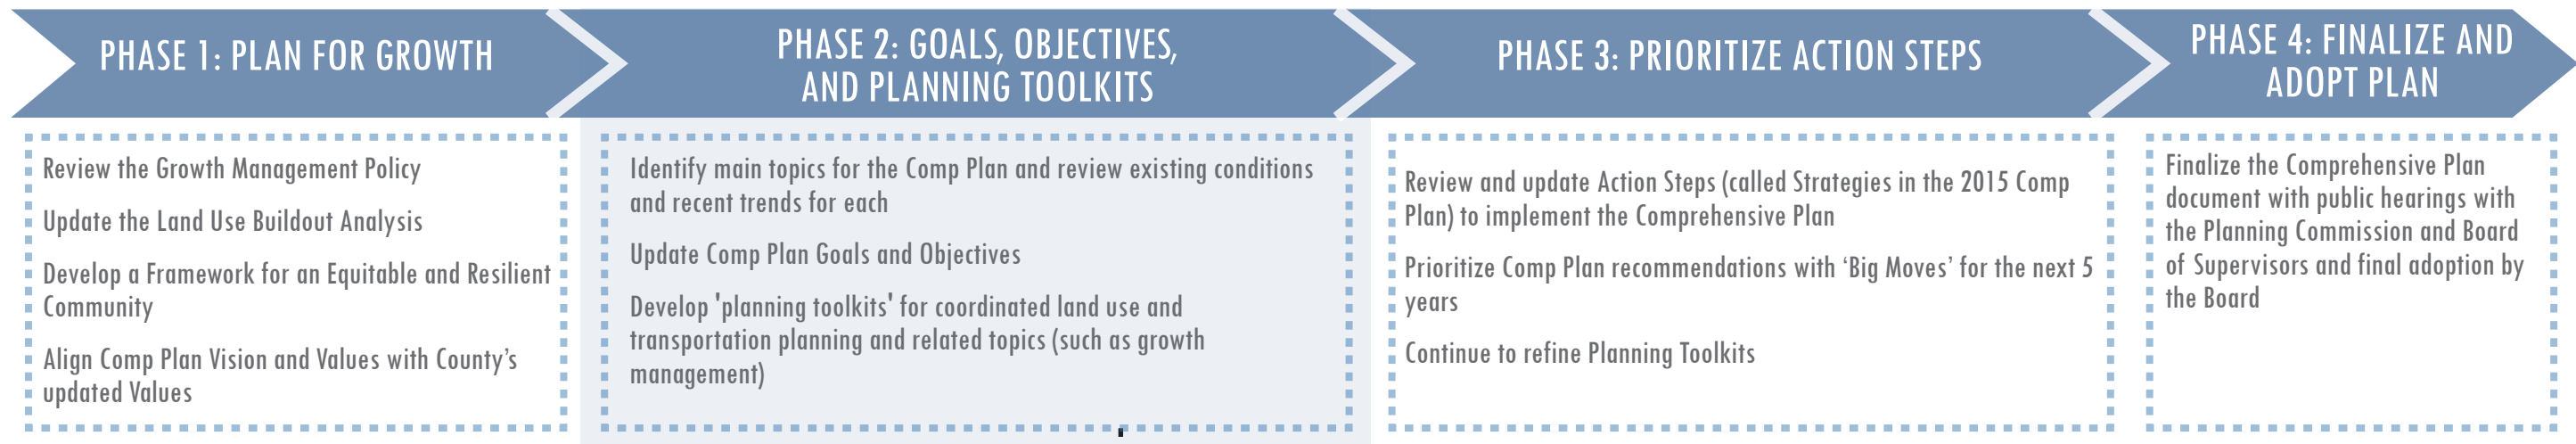 PHASE 1: PLAN FOR GROWTH
Review the Growth Management Policy
Update the Land Use Buildout Analysis
Develop a Framework for an Equitable and Resilient
Community
Align Comp Plan Vision and Values with County’s
updated Values
PHASE 2: GOALS, OBJECTIVES,
AND PLANNING TOOLKITS
Identify main topics for the Comp Plan and review existing conditions
and recent trends for each
Update Comp Plan Goals and Objectives
Develop 'planning toolkits' for coordinated land use and
transportation planning and related topics (such as growth
management)
PHASE 3: PRIORITIZE ACTION STEPS
Review and update Action Steps (called Strategies in the 2015 Comp
Plan) to implement the Comprehensive Plan
Prioritize Comp Plan recommendations with ‘Big Moves’ for the next 5
years
Continue to refine Planning Toolkits
PHASE 4: FINALIZE AND
ADOPT PLAN
Finalize the Comprehensive Plan
document with public hearings with
the Planning Commission and Board
of Supervisors and final adoption by
the Board